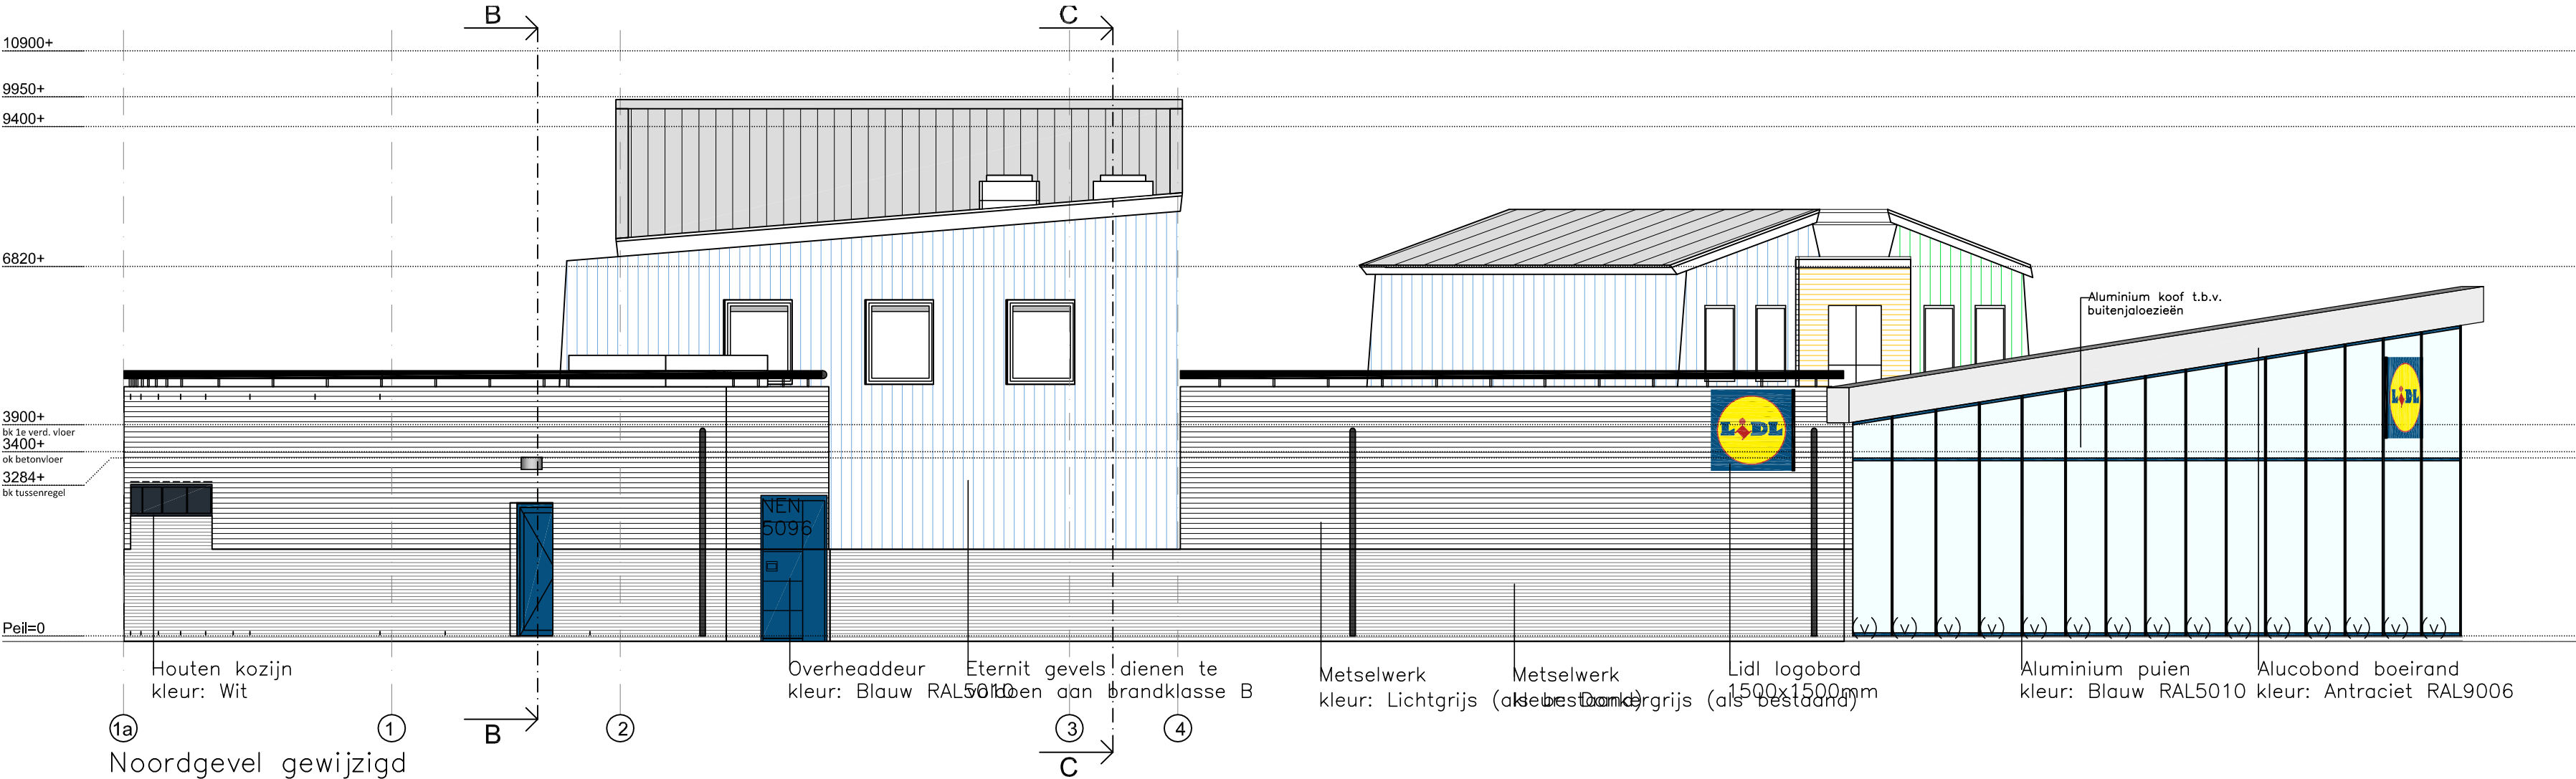 B
C
10900+
9950+
9400+
6820+
3900+
bk 1e verd. vloer
3400+
ok betonvloer
3284+
bk tussenregel
Peil=0
Aluminium koof t.b.v.
buitenjaloezieën
LIDL
LIDL
NEN
5096
(v) (v) (v) (v) (v) (v) (v) (v) (v) (v) (v) (v) (v) (v) (v)
Houten kozijn
kleur: Wit
Overheaddeur
kleur: Blauw RAL5010
Eternit gevels dienen te
voldoen aan brandklasse B
Metselwerk
kleur: Lichtgrijs (als bestaand)
Metselwerk
kleur: Donkergrijs (als bestaand)
Lidl logobord
1500x1500mm
Aluminium puien
kleur: Blauw RAL5010
Alucobond boeirand
kleur: Antraciet RAL9006
1a
1
B
2
3
4
C
Noordgevel gewijzigd